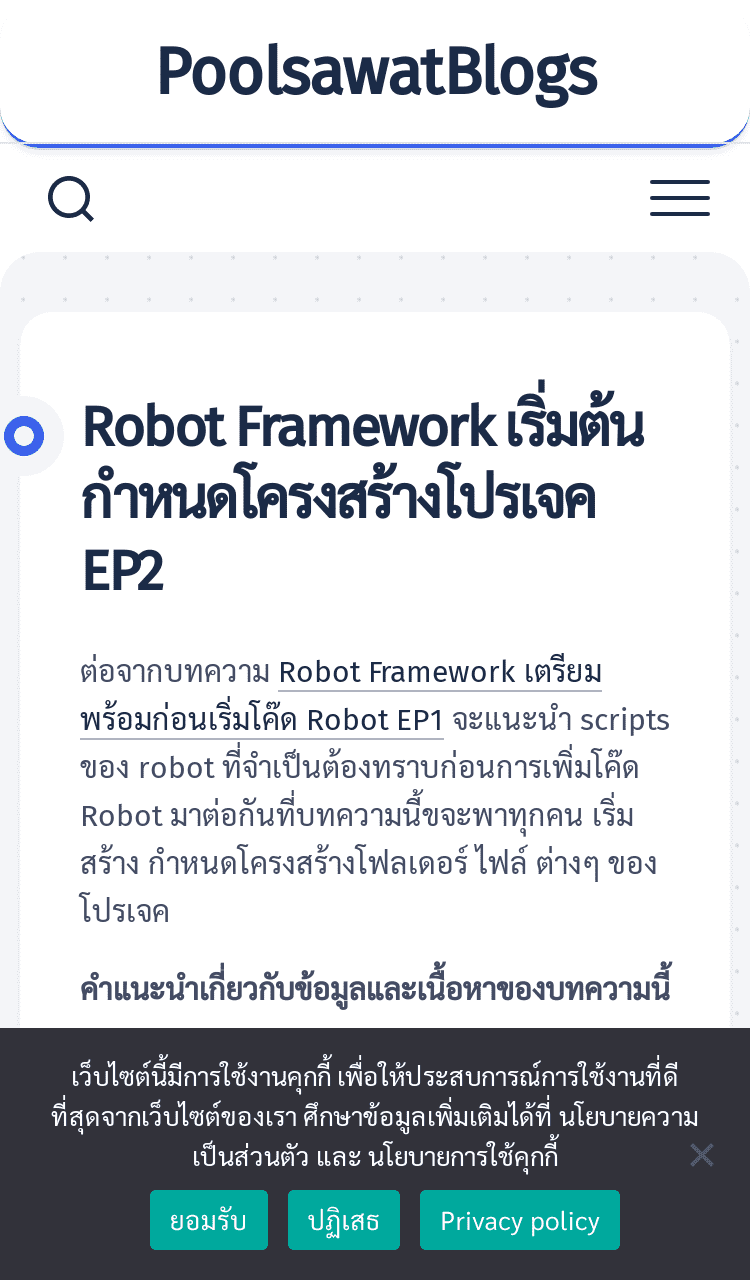 PoolsawatBlogs
Robot Framework เริ่มต้น
กำหนดโครงสร้างโปรเจค
EP2
ต่อจากบทความ Robot Framework เตรียม
พร้อมก่อนเริ่มโค๊ด Robot EP1 จะแนะนำ scripts
ของ robot ที่จำเป็นต้องทราบก่อนการเพิ่มโค๊ด
Robot มาต่อกันที่บทความนี้ขจะพาทุกคน เริ่ม
สร้าง กำหนดโครงสร้างโฟลเดอร์ ไฟล์ ต่างๆ ของ
โปรเจค
คำแนะนำเกี่ยวกับข้อมูลและเนื้อหาของบทความนี้
เว็บไซต์นี้มีการใช้งานคุกกี้ เพื่อให้ประสบการณ์การใช้งานที่ดี
ที่สุดจากเว็บไซต์ของเรา ศึกษาข้อมูลเพิ่มเติมได้ที่ นโยบายความ
เป็นส่วนตัว และ นโยบายการใช้คุกกี้
ยอมรับ ปฏิเสธ Privacy policy